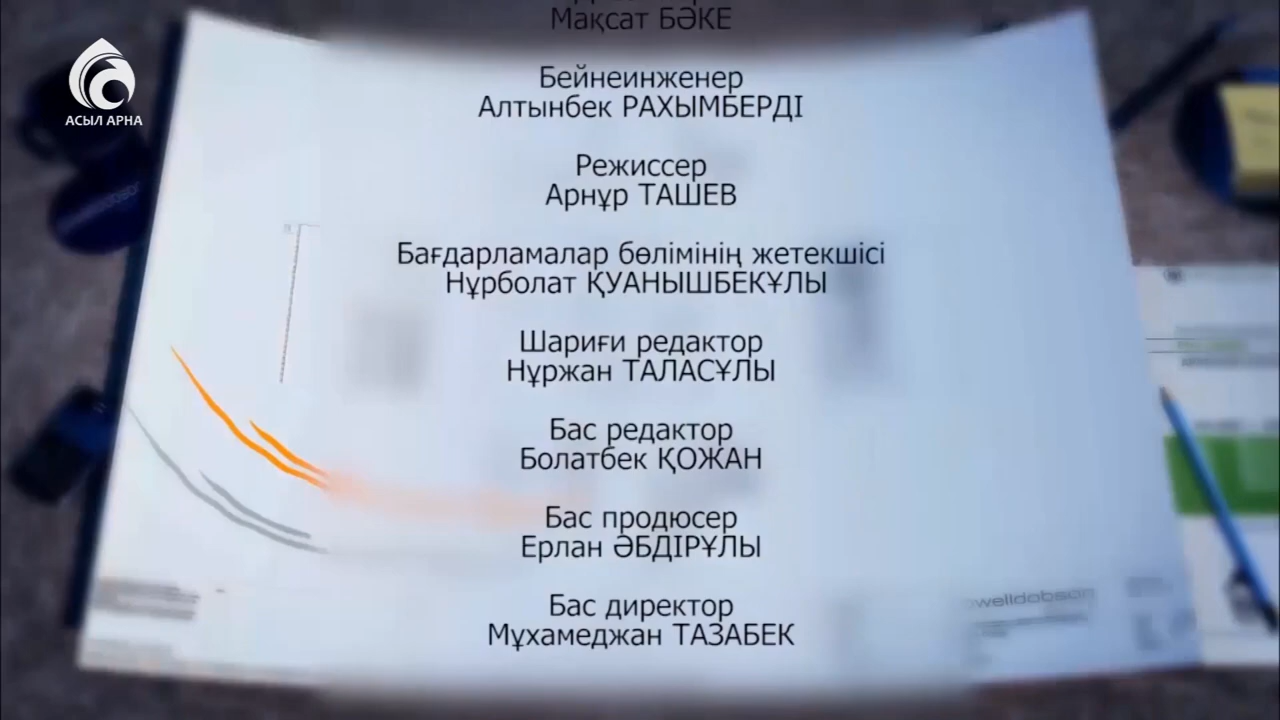 Мақсат БӘКЕ
АСЫЛ АРНА
Бейнеинженер
Алтынбек РАХЫМБЕРДІ
Режиссер
Арнұр ТАШЕВ
Бағдарламалар бөлімінің жетекшісі
Нұрболат ҚУАНЫШБЕКҰЛЫ
Шариғи редактор
Нұржан ТАЛАСҰЛЫ
Бас редактор
Болатбек ҚОЖАН
Бас продюсер
Ерлан ӘБДІРҰЛЫ
Бас директор
Мұхамеджан ТАЗАБЕК